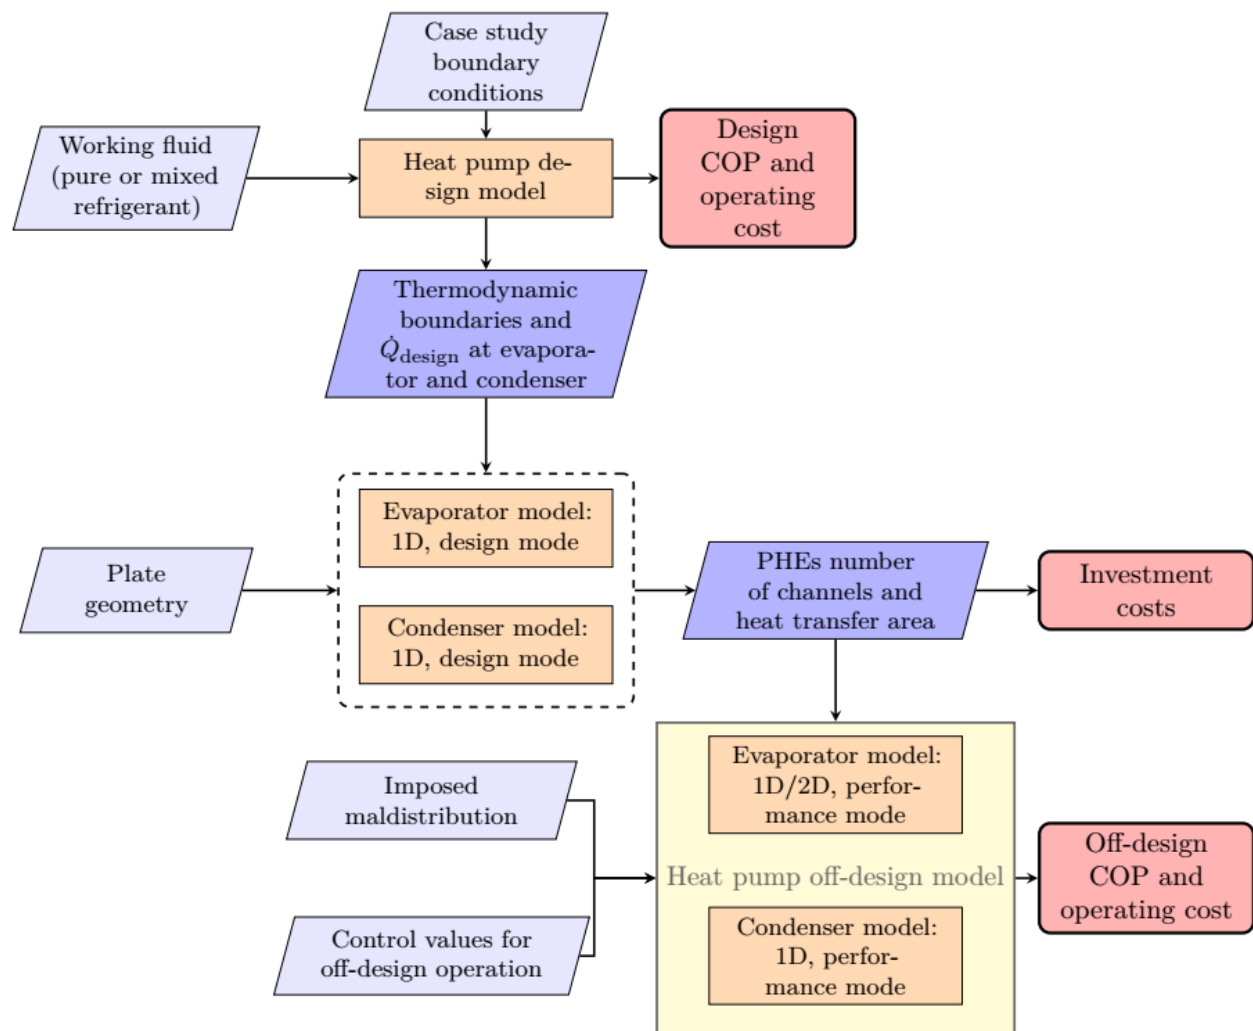 Case study
boundary
conditions
Working fluid
(pure or mixed
refrigerant)
Heat pump de-
sign model
Design
COP and
operating
cost
Thermodynamic
boundaries and
Q̇design at evapora-
tor and condenser
Plate
geometry
Evaporator model:
1D, design mode
Condenser model:
1D, design mode
PHEs number
of channels and
heat transfer area
Investment
costs
Imposed
maldistribution
Control values for
off-design operation
Evaporator model:
1D/2D, perfor-
mance mode
Heat pump off-design model
Condenser model:
1D, perfor-
mance mode
Off-design
COP and
operating cost